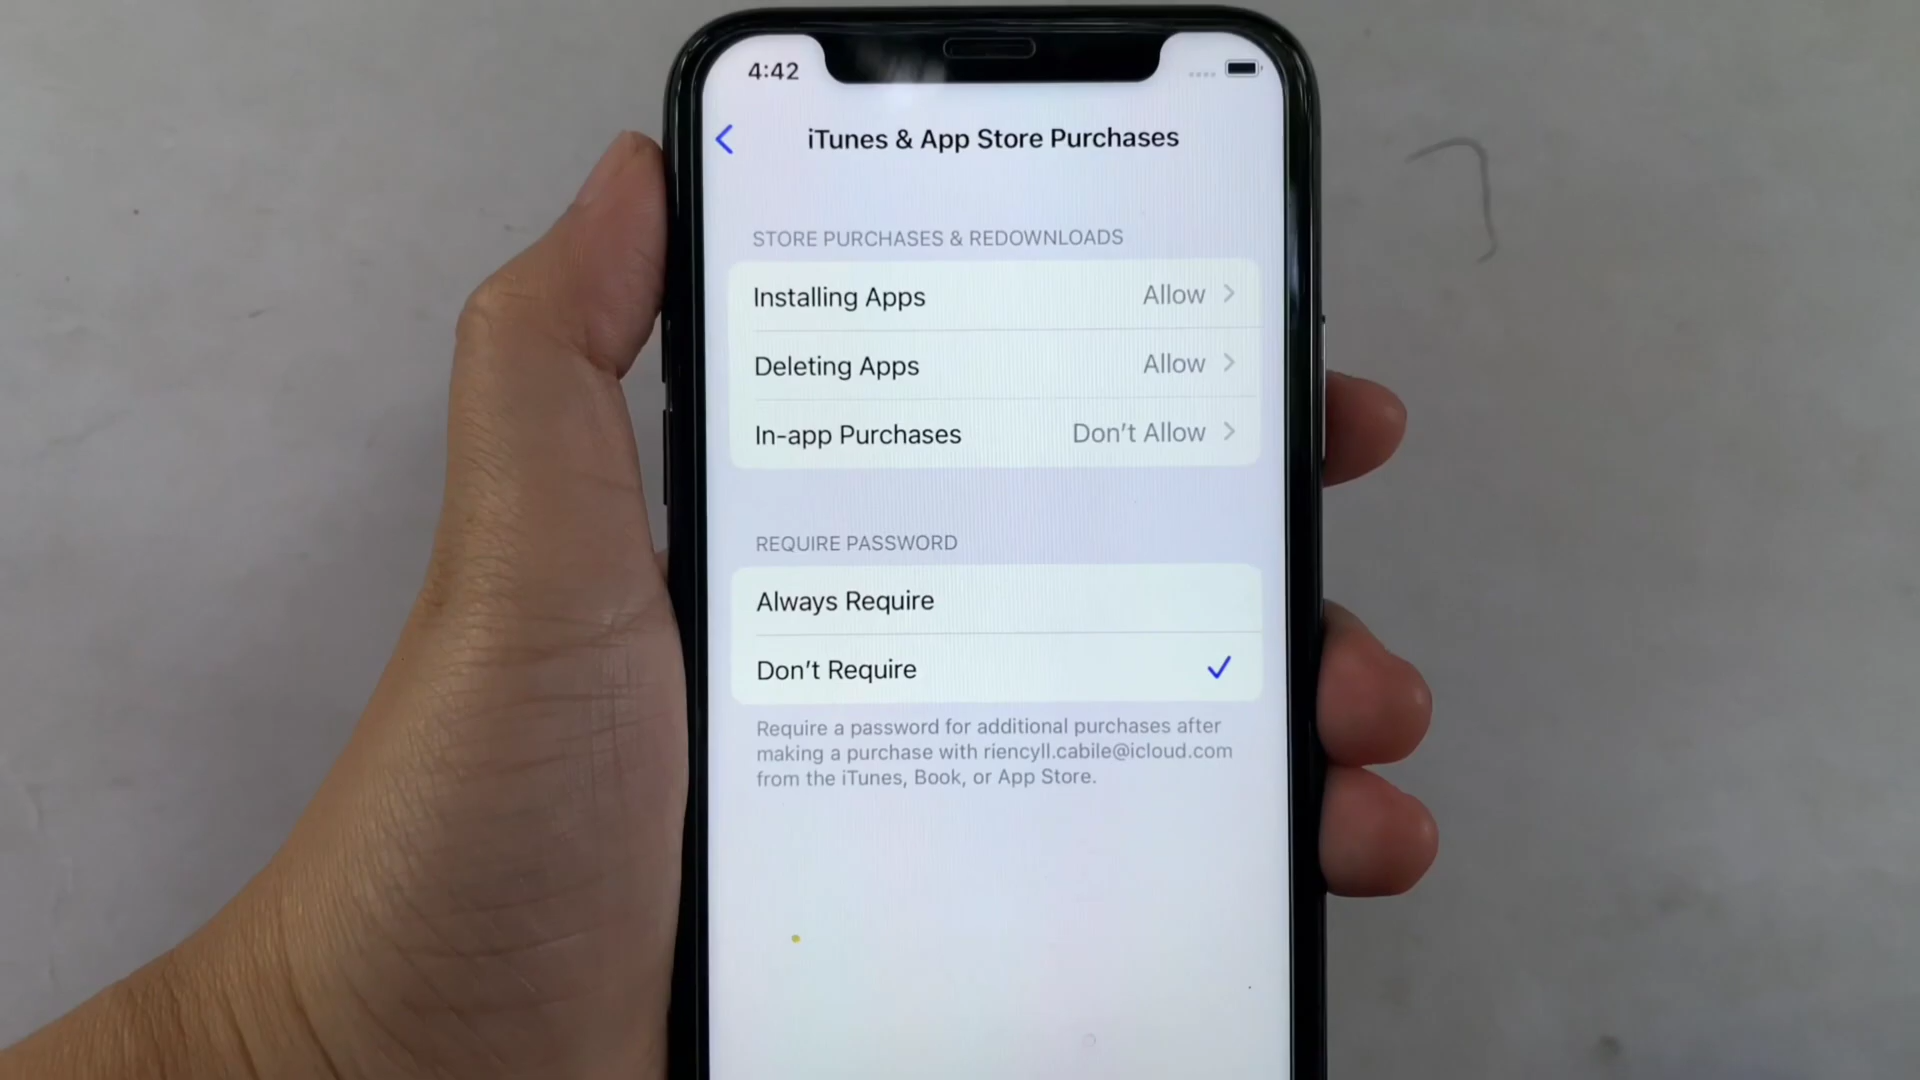 4:42
iTunes & App Store Purchases
STORE PURCHASES & REDOWNLOADS
Installing Apps Allow
Deleting Apps Allow
In-app Purchases Don't Allow
REQUIRE PASSWORD
Always Require
Don't Require
Require a password for additional purchases after
making a purchase with riencyll.cabile@icloud.com
from the iTunes, Book, or App Store.